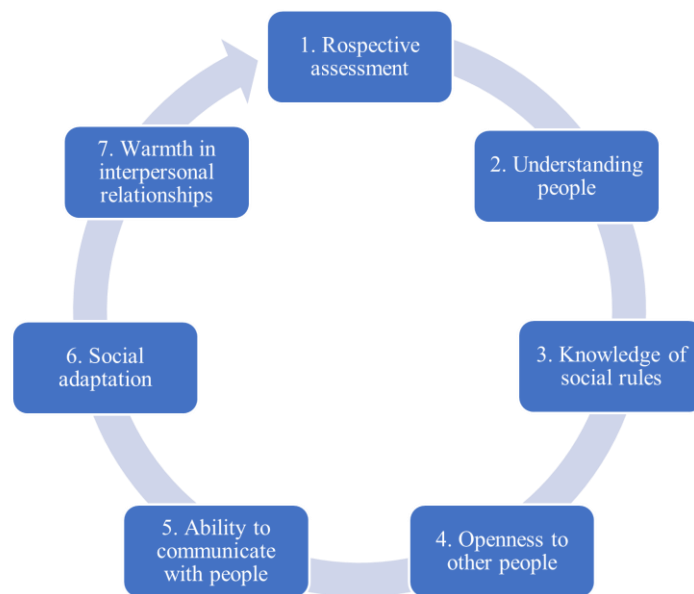 1. Rospective
assessment
2. Understanding
people
3. Knowledge of
social rules
4. Openness to
other people
5. Ability to
communicate
with people
6. Social
adaptation
7. Warmth in
interpersonal
relationships